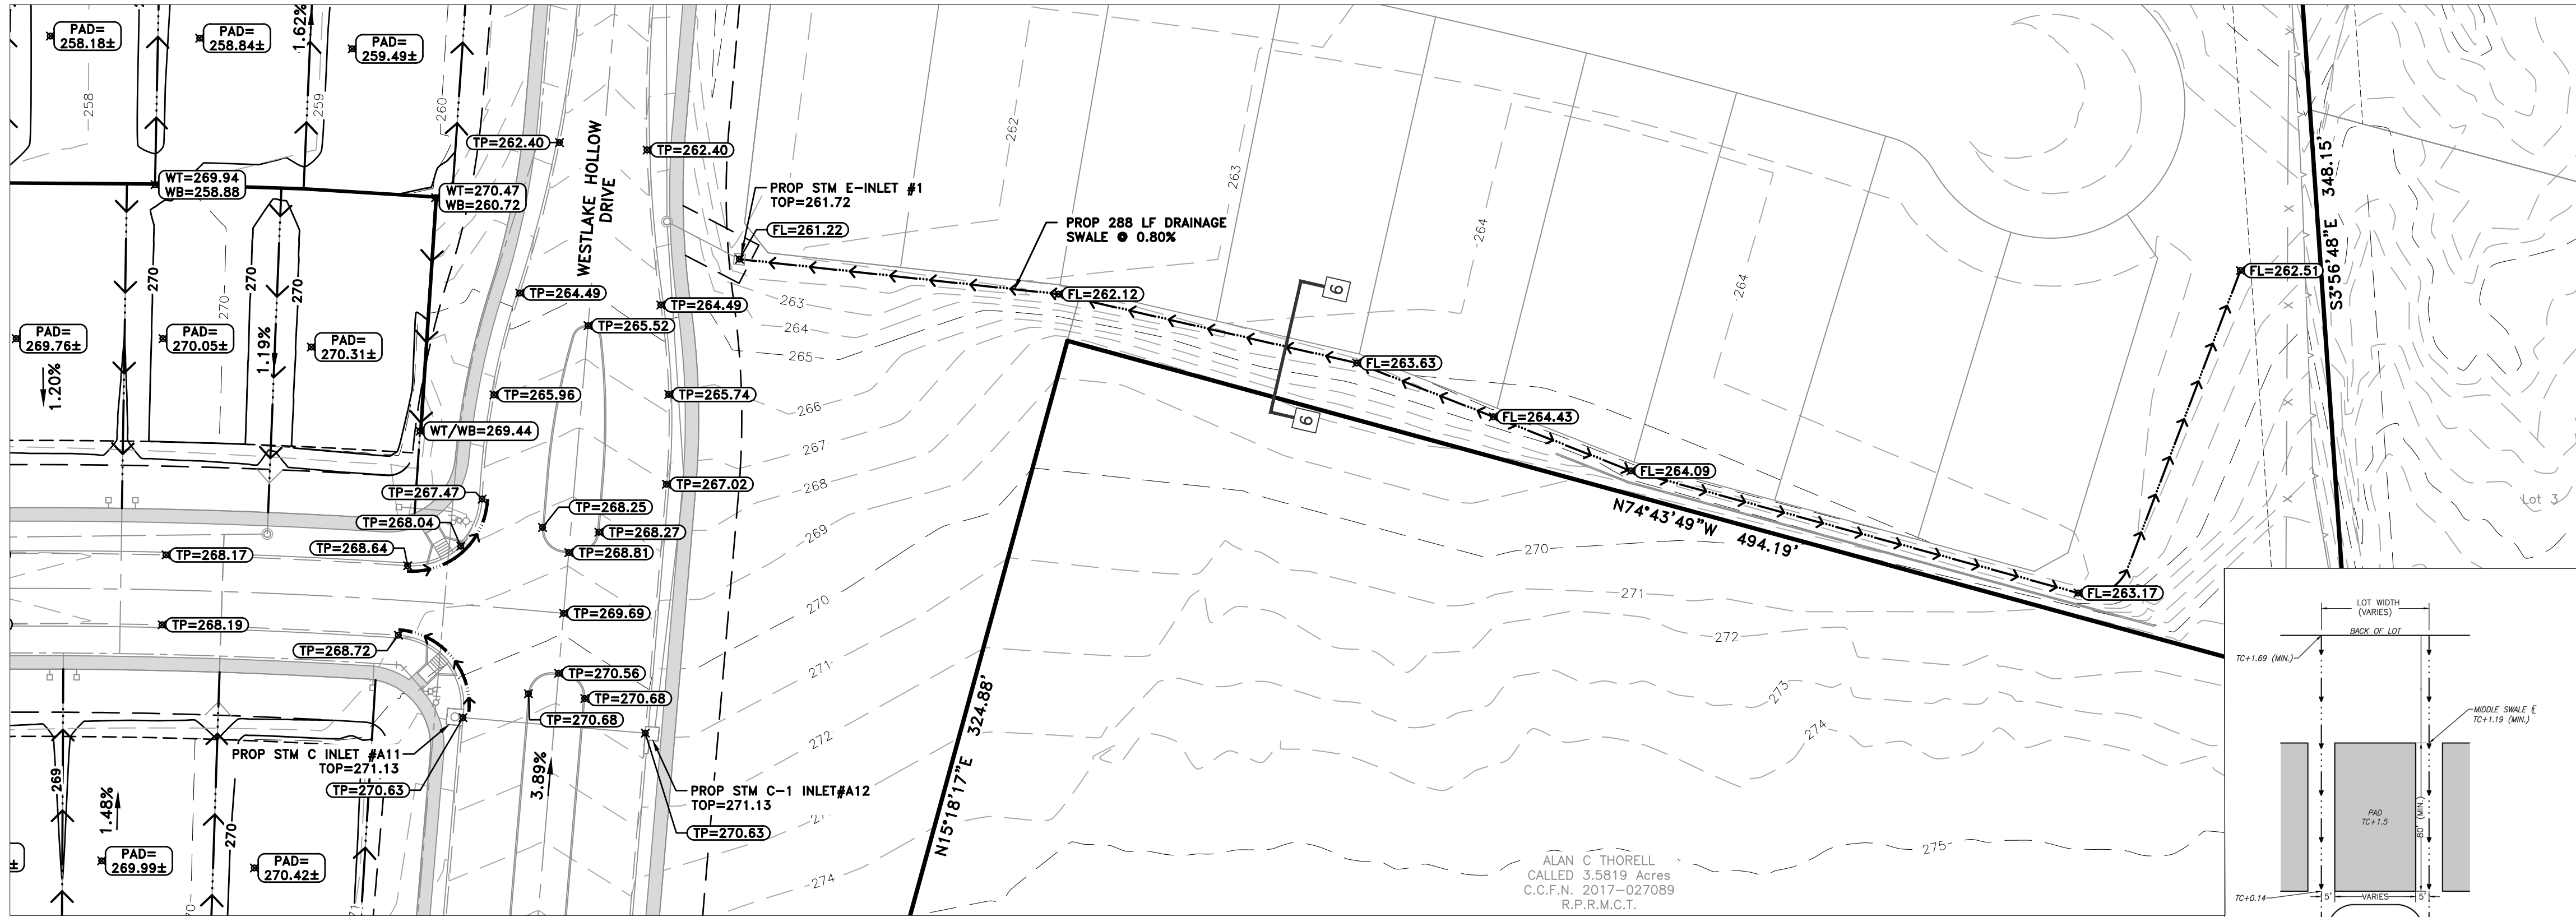 PAD=
258.18±
PAD=
258.84±
1.62%
PAD=
259.49±
258
259
260
TP=262.40
TP=262.40
WESTLAKE HOLLOW
DRIVE
262
263
264
264
WT=269.94
WB=258.88
WT=270.47
WB=260.72
PROP STM E-INLET #1
TOP=261.72
FL=261.22
PROP 288 LF DRAINAGE
SWALE @ 0.80%
S3°56'48"E 348.15'
FL=262.51
FL=262.12
6
6
263
264
265
TP=264.49
TP=264.49
TP=265.52
270
270
270
270
PAD=
269.76±
PAD=
270.05±
1.19%
PAD=
270.31±
1.20%
FL=263.63
TP=265.96
TP=265.74
266
FL=264.43
WT/WB=269.44
267
FL=264.09
TP=267.47
TP=267.02
268
TP=268.04
TP=268.25
TP=268.27
269
N74°43'49"W 494.19'
Lot 3
TP=268.64
TP=268.81
TP=268.17
270
FL=263.17
TP=269.69
270
271
TP=268.19
TP=268.72
272
TP=270.56
271
TP=270.68
TP=270.68
273
274
272
PROP STM C INLET #A11
TOP=271.13
TP=270.63
269
1.48%
3.89%
PROP STM C-1 INLET#A12
TOP=271.13
TP=270.63
N15°18'17"E 324.88'
270
PAD=
269.99±
PAD=
270.42±
274
275
ALAN C THORELL
CALLED 3.5819 Acres
C.C.F.N. 2017-027089
R.P.R.M.C.T.
LOT WIDTH
(VARIES)
BACK OF LOT
TC+1.69 (MIN.)
MIDDLE SWALE ℄
TC+1.19 (MIN.)
PAD
TC+1.5
80' (MIN.)
TC+0.14
5'
VARIES
5'